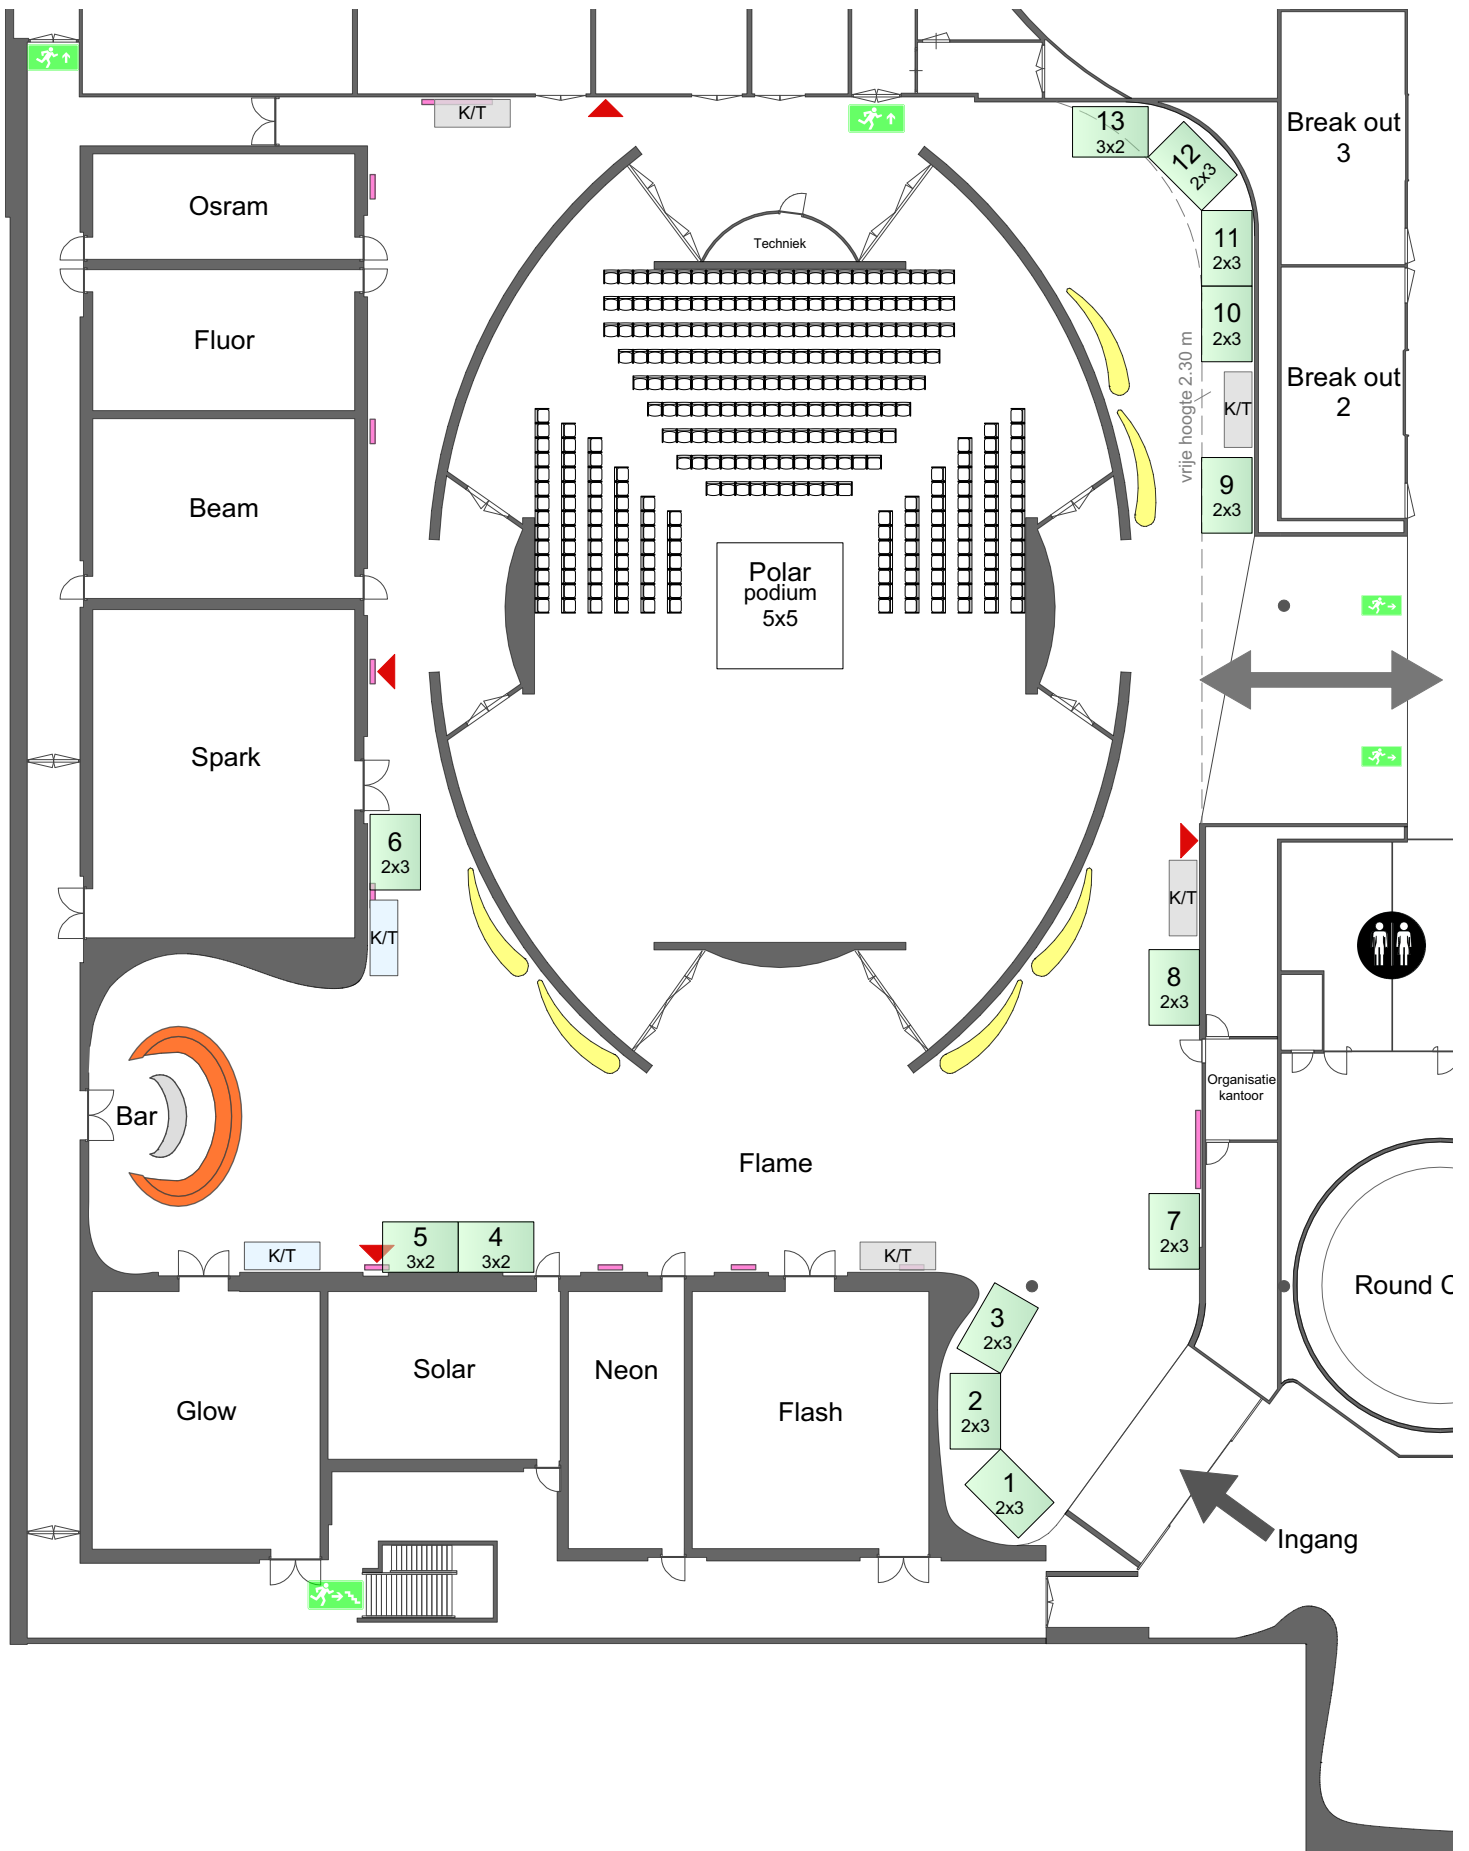 K/T
13
3x2
12
2x3
Break out
3
Osram
Techniek
11
2x3
Fluor
10
2x3
vrije hoogte 2.30 m
Break out
2
K/T
Beam
9
2x3
Polar
podium
5x5
Spark
6
2x3
K/T
K/T
8
2x3
Organisatie
kantoor
Bar
Flame
7
2x3
K/T
5
3x2
4
3x2
K/T
Round C
3
2x3
Solar
Neon
Glow
Flash
2
2x3
1
2x3
Ingang